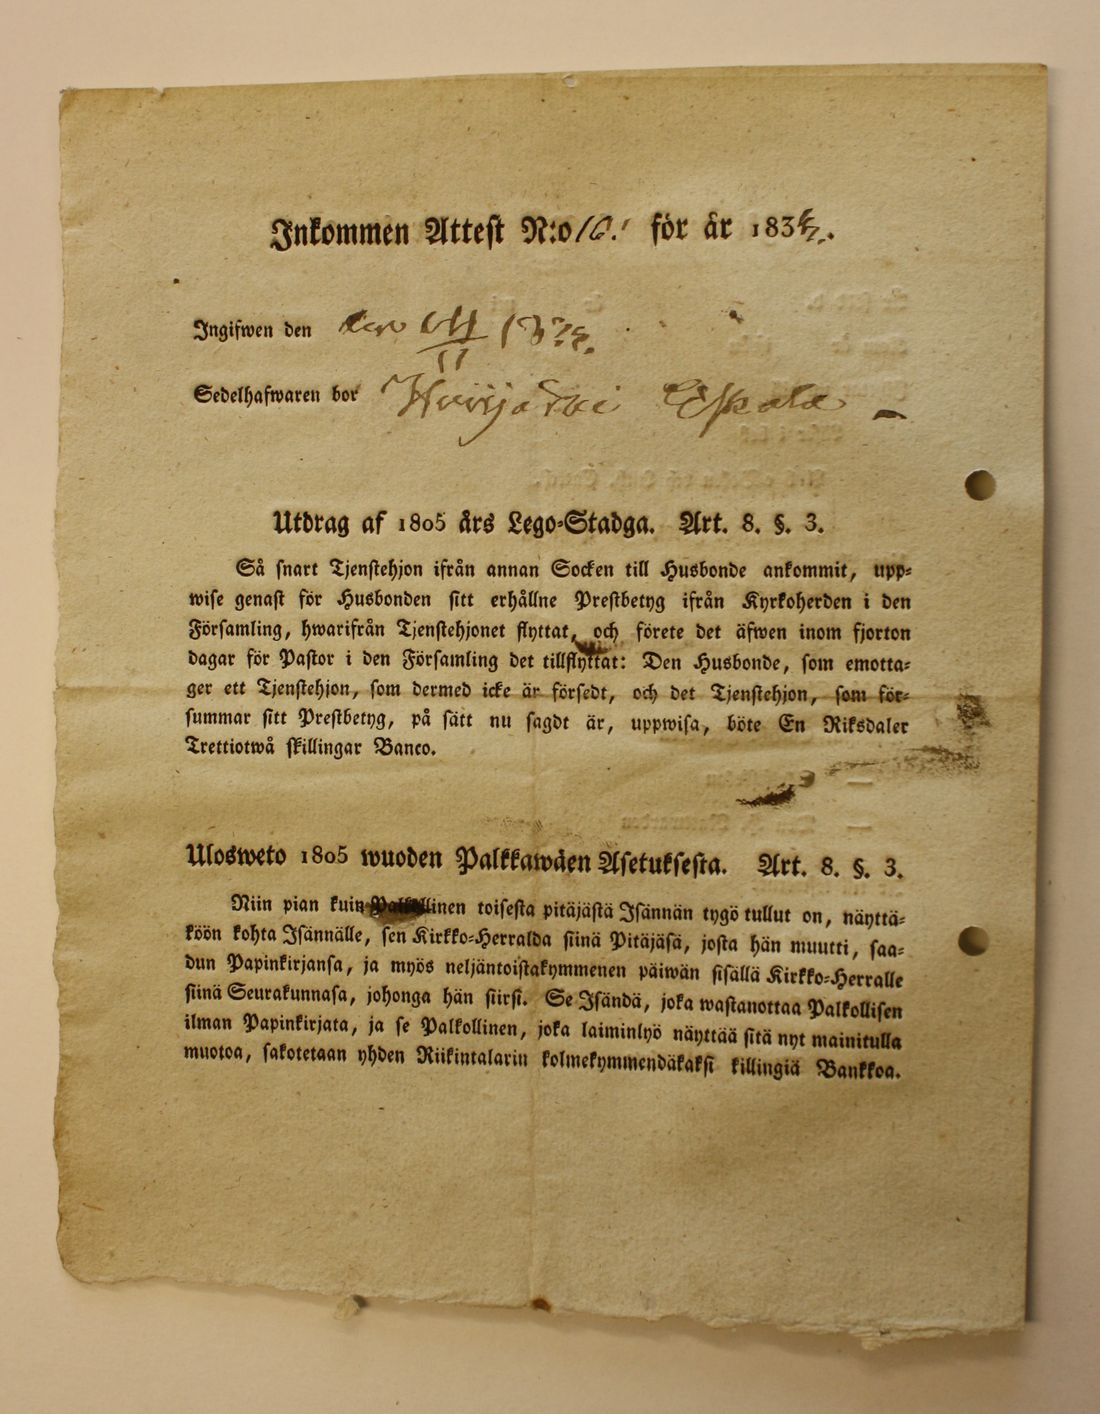 Inkommen Attest N:o 10. för år 183
Ingifwen den
Sedelhafwaren bor
Utdrag af 1805 års Lego-Stadga. Art. 8. §. 3.
Så snart Tjenstehjon ifrån annan Socken till Husbonde ankommit, upp-
wise genast för Husbonden sitt erhållne Prestbetyg ifrån Kyrkoherden i den
Församling, hwarifrån Tjenstehjonet flyttat, och förete det äfwen inom fjorton
dagar för Pastor i den Församling det tillflyttat: Den Husbonde, som emotta-
ger ett Tjenstehjon, som dermed icke är försedt, och det Tjenstehjon, som för-
summar sitt Prestbetyg, på sätt nu sagdt är, uppwisa, böte En Riksdaler
Trettiotwå skillingar Banco.
Ulosweto 1805 wuoden Palkkawäen Asetuksesta. Art. 8. §. 3.
Niin pian kuin Palkollinen toisesta pitäjästä Isännän tygö tullut on, näyttä-
köön kohta Isännälle, sen Kirkko-Herralda siinä Pitäjäsä, josta hän muutti, saa-
dun Papinkirjansa, ja myös neljäntoistakymmenen päiwän sisällä Kirkko-Herralle
siinä Seurakunnasa, johonga hän siirsi. Se Isändä, joka wastanottaa Palkollisen
ilman Papinkirjata, ja se Palkollinen, joka laiminlyö näyttää sitä nyt mainitulla
muotoa, sakotetaan yhden Riikintalarin kolmekymmendäkaksi killingiä Bankkoa.